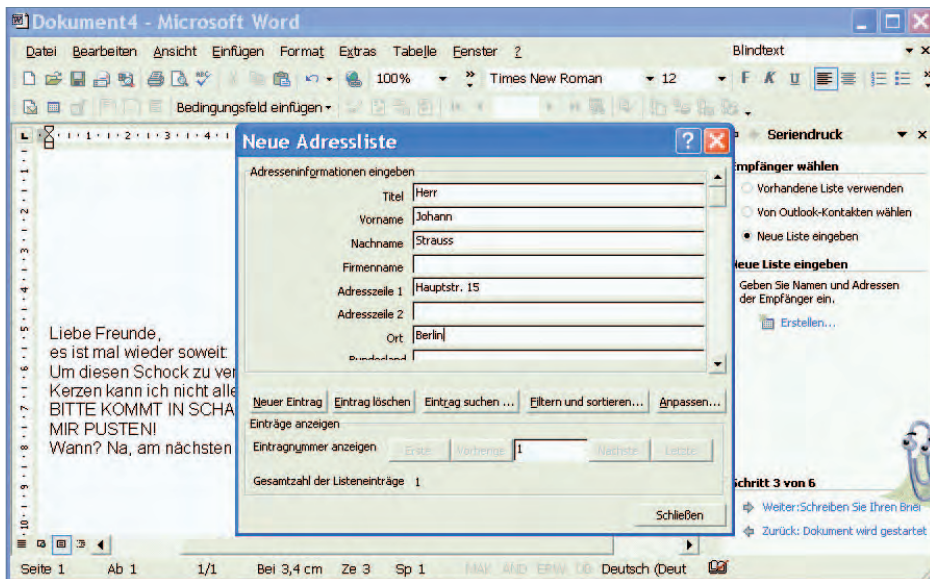 Dokument4 - Microsoft Word
Datei Bearbeiten Ansicht Einfügen Format Extras Tabelle Fenster ? Blindtext
100% Times New Roman 12 F K U
Bedingungsfeld einfügen
1 2 3 4
Neue Adressliste
Adresseninformationen eingeben
Titel Herr
Vorname Johann
Nachname Strauss
Firmenname
Adresszeile 1 Hauptstr. 15
Adresszeile 2
Ort Berlin
Bundesland
Neuer Eintrag Eintrag löschen Eintrag suchen ... Filtern und sortieren... Anpassen...
Einträge anzeigen
Eintragnummer anzeigen Erste Vorherige 1 Nächste Letzte
Gesamtzahl der Listeneinträge 1
Schließen
Liebe Freunde,
es ist mal wieder soweit:
Um diesen Schock zu ver
Kerzen kann ich nicht alle
BITTE KOMMT IN SCHA
MIR PUSTEN!
Wann? Na, am nächsten
Seriendruck
Empfänger wählen
Vorhandene Liste verwenden
Von Outlook-Kontakten wählen
Neue Liste eingeben
Neue Liste eingeben
Geben Sie Namen und Adressen
der Empfänger ein.
Erstellen...
Schritt 3 von 6
Weiter:Schreiben Sie Ihren Brief
Zurück: Dokument wird gestartet
Seite 1 Ab 1 1/1 Bei 3,4 cm Ze 3 Sp 1 MAK ÄND ERW ÜB Deutsch (Deut